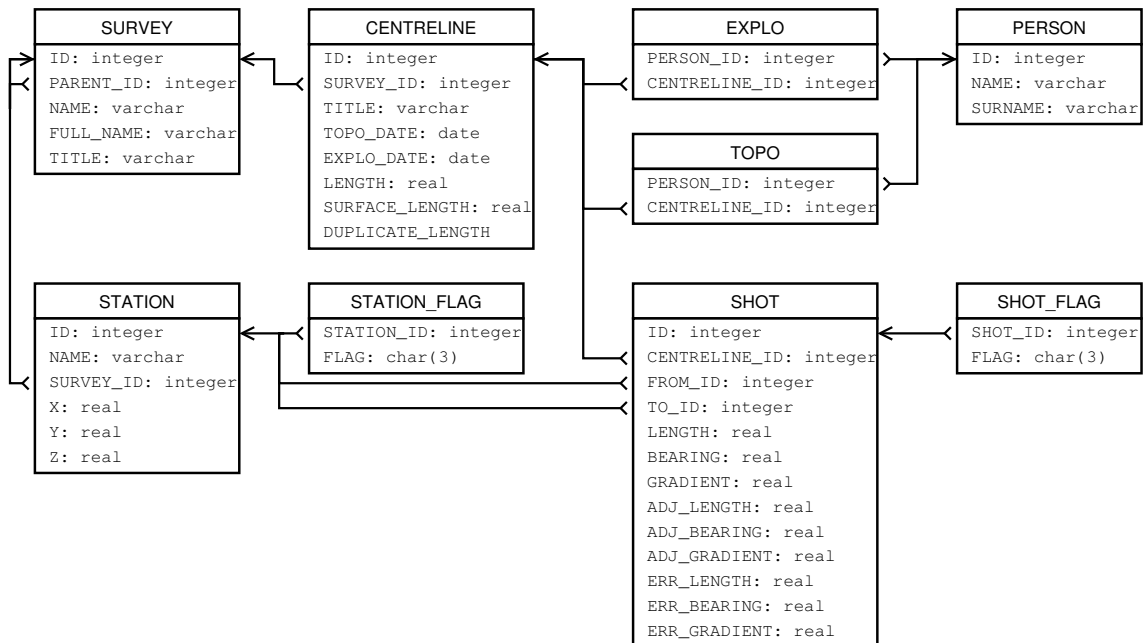 SURVEY
ID: integer
PARENT_ID: integer
NAME: varchar
FULL_NAME: varchar
TITLE: varchar
CENTRELINE
ID: integer
SURVEY_ID: integer
TITLE: varchar
TOPO_DATE: date
EXPLO_DATE: date
LENGTH: real
SURFACE_LENGTH: real
DUPLICATE_LENGTH
EXPLO
PERSON_ID: integer
CENTRELINE_ID: integer
PERSON
ID: integer
NAME: varchar
SURNAME: varchar
TOPO
PERSON_ID: integer
CENTRELINE_ID: integer
STATION
ID: integer
NAME: varchar
SURVEY_ID: integer
X: real
Y: real
Z: real
STATION_FLAG
STATION_ID: integer
FLAG: char(3)
SHOT
ID: integer
CENTRELINE_ID: integer
FROM_ID: integer
TO_ID: integer
LENGTH: real
BEARING: real
GRADIENT: real
ADJ_LENGTH: real
ADJ_BEARING: real
ADJ_GRADIENT: real
ERR_LENGTH: real
ERR_BEARING: real
ERR_GRADIENT: real
SHOT_FLAG
SHOT_ID: integer
FLAG: char(3)